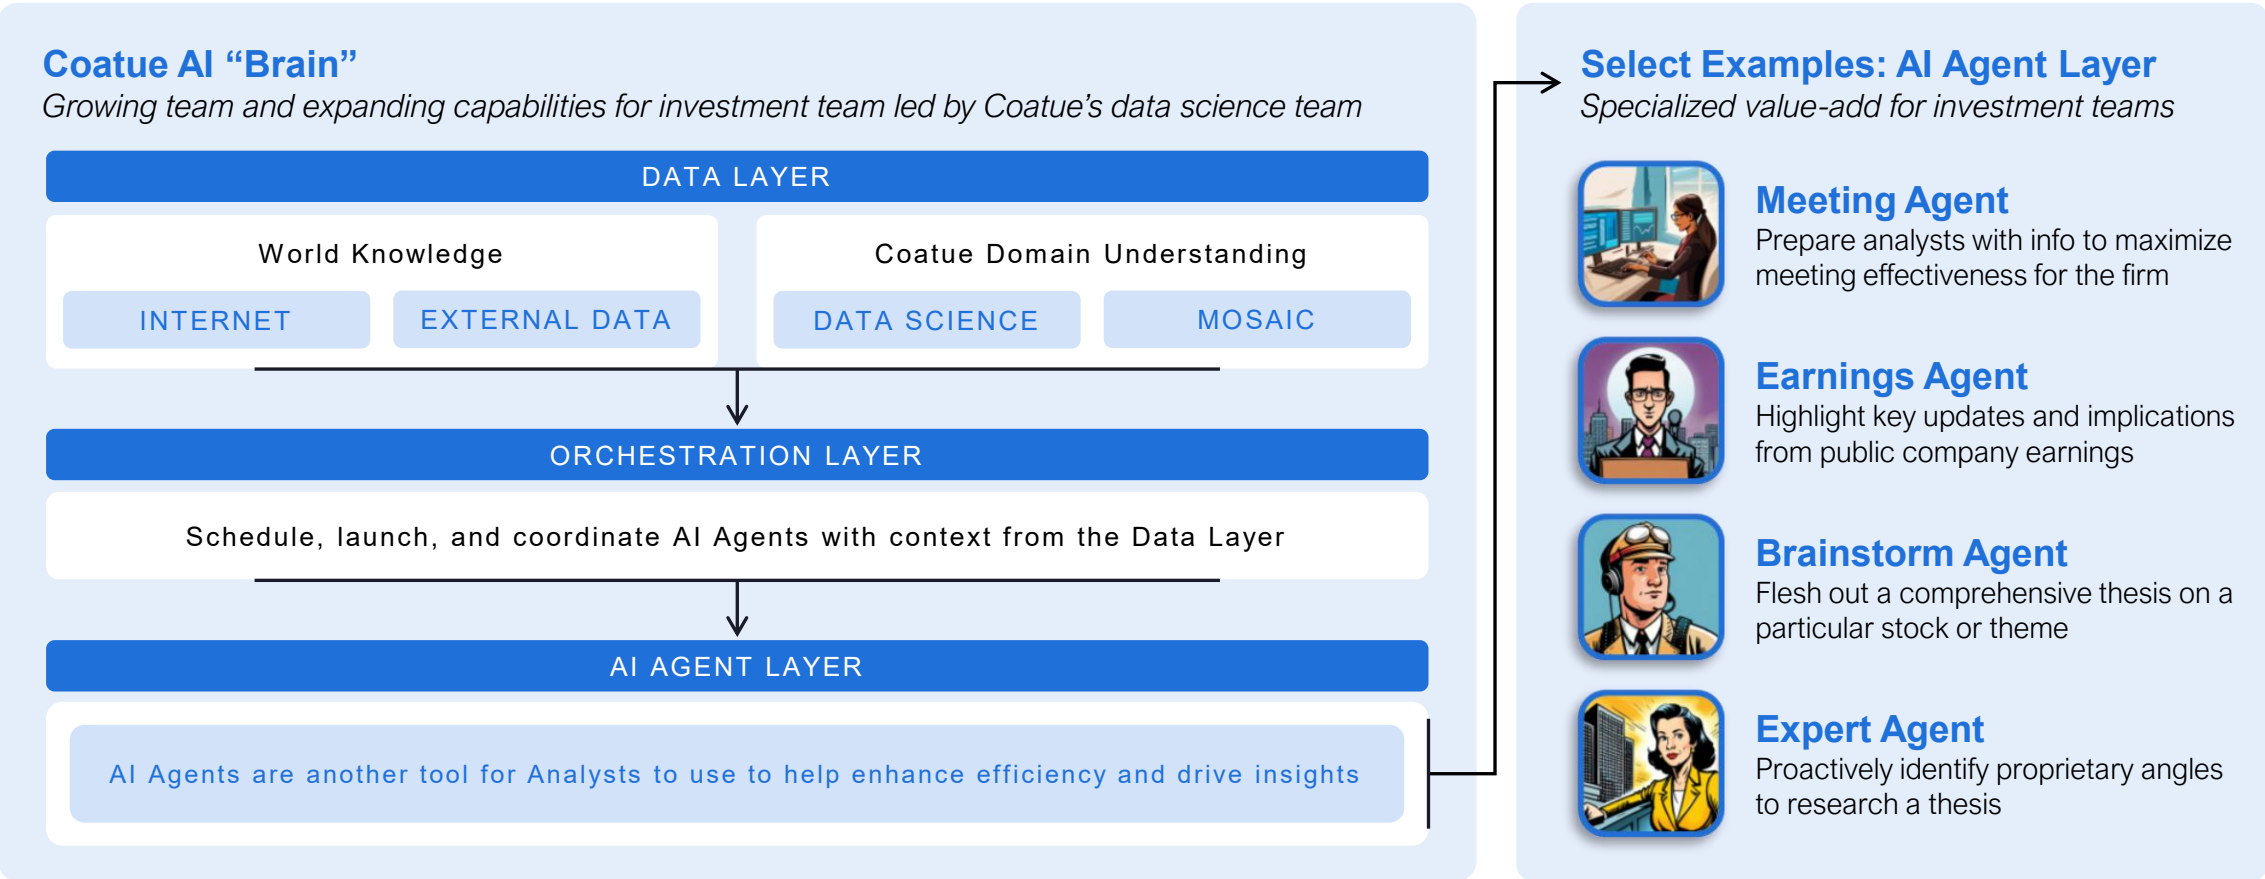 Coatue AI “Brain”
Growing team and expanding capabilities for investment team led by Coatue’s data science team
DATA LAYER
World Knowledge
INTERNET
EXTERNAL DATA
Coatue Domain Understanding
DATA SCIENCE
MOSAIC
ORCHESTRATION LAYER
Schedule, launch, and coordinate AI Agents with context from the Data Layer
AI AGENT LAYER
AI Agents are another tool for Analysts to use to help enhance efficiency and drive insights
Select Examples: AI Agent Layer
Specialized value-add for investment teams
Meeting Agent
Prepare analysts with info to maximize
meeting effectiveness for the firm
Earnings Agent
Highlight key updates and implications
from public company earnings
Brainstorm Agent
Flesh out a comprehensive thesis on a
particular stock or theme
Expert Agent
Proactively identify proprietary angles
to research a thesis